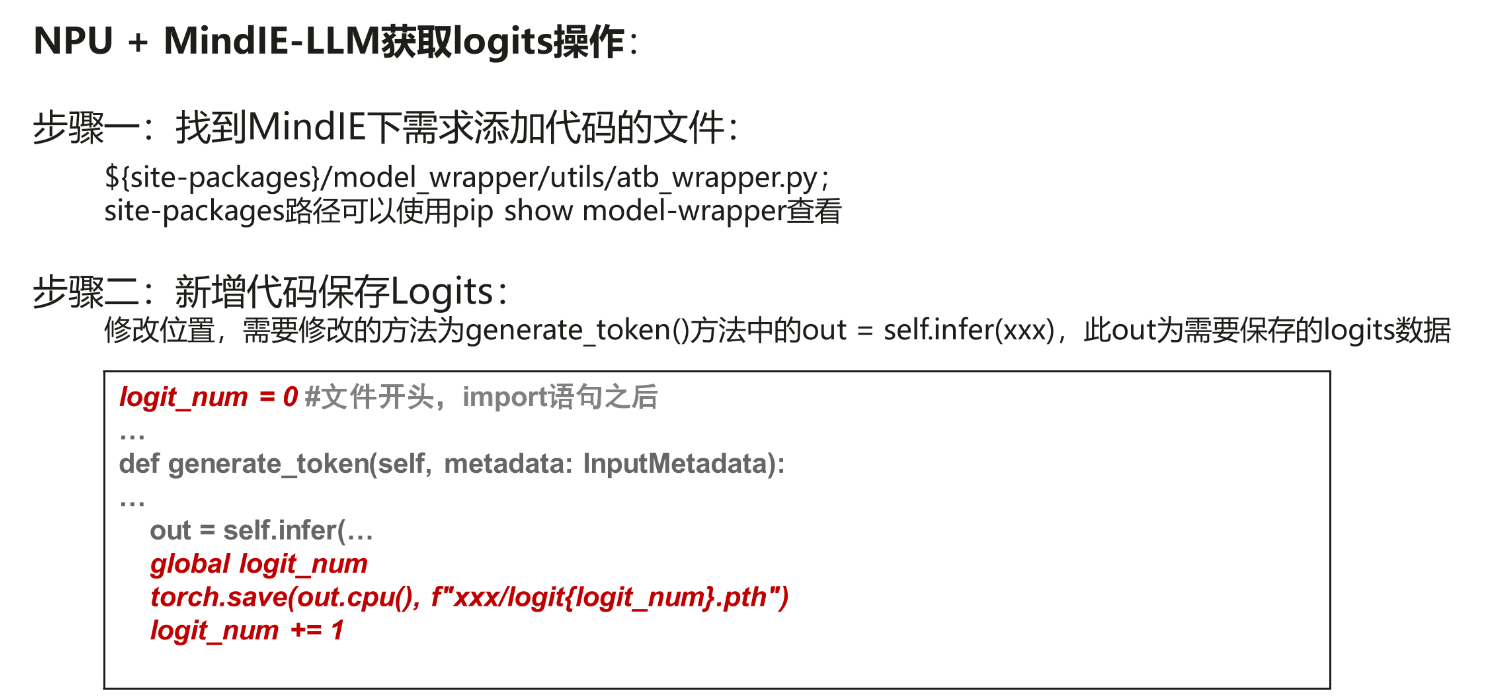 NPU + MindIE-LLM获取logits操作：
步骤一：找到MindIE下需求添加代码的文件：
${site-packages}/model_wrapper/utils/atb_wrapper.py；
site-packages路径可以使用pip show model-wrapper查看
步骤二：新增代码保存Logits：
修改位置，需要修改的方法为generate_token()方法中的out = self.infer(xxx)，此out为需要保存的logits数据
logit_num = 0 #文件开头，import语句之后
…
def generate_token(self, metadata: InputMetadata):
…
out = self.infer(…
global logit_num
torch.save(out.cpu(), f"xxx/logit{logit_num}.pth")
logit_num += 1